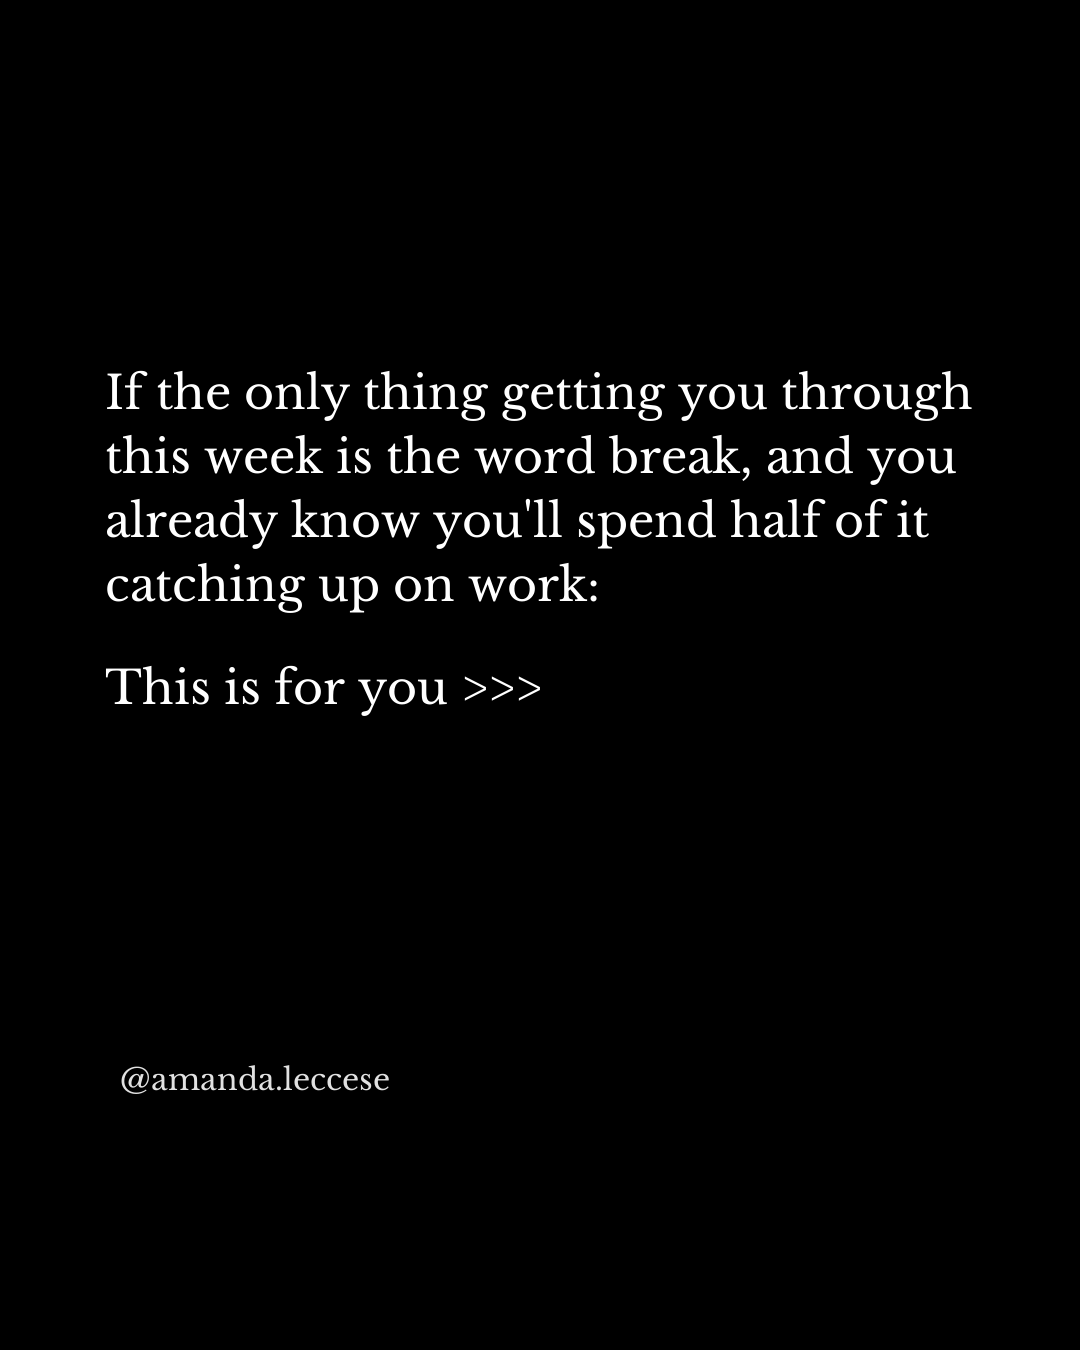 If the only thing getting you through
this week is the word break, and you
already know you'll spend half of it
catching up on work:
This is for you >>>
@amanda.leccese